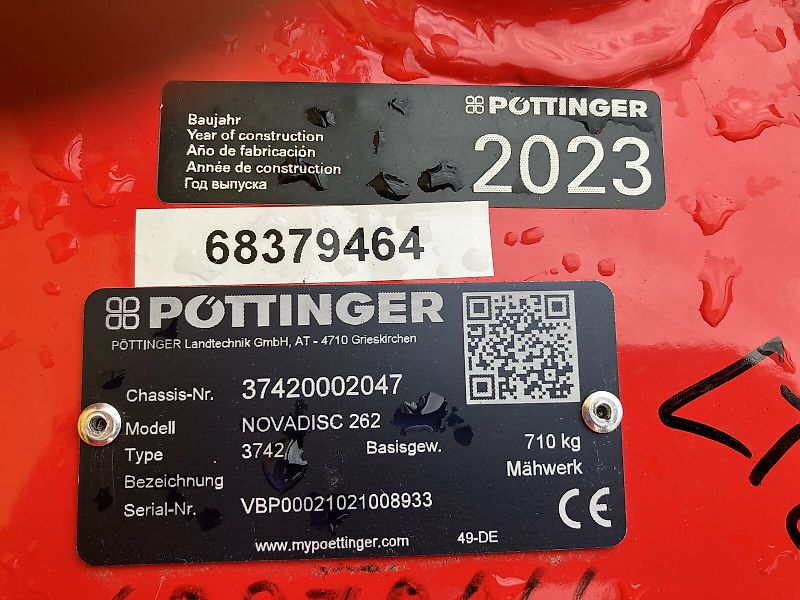 PÖTTINGER
Baujahr
Year of construction
Año de fabricación
Année de construction
Год выпуска
2023
68379464
PÖTTINGER
PÖTTINGER Landtechnik GmbH, AT - 4710 Grieskirchen
Chassis-Nr. 37420002047
Modell NOVADISC 262
Type 3742 Basisgew. 710 kg
Bezeichnung Mähwerk
Serial-Nr. VBP00021021008933
CE
www.mypoettinger.com 49-DE